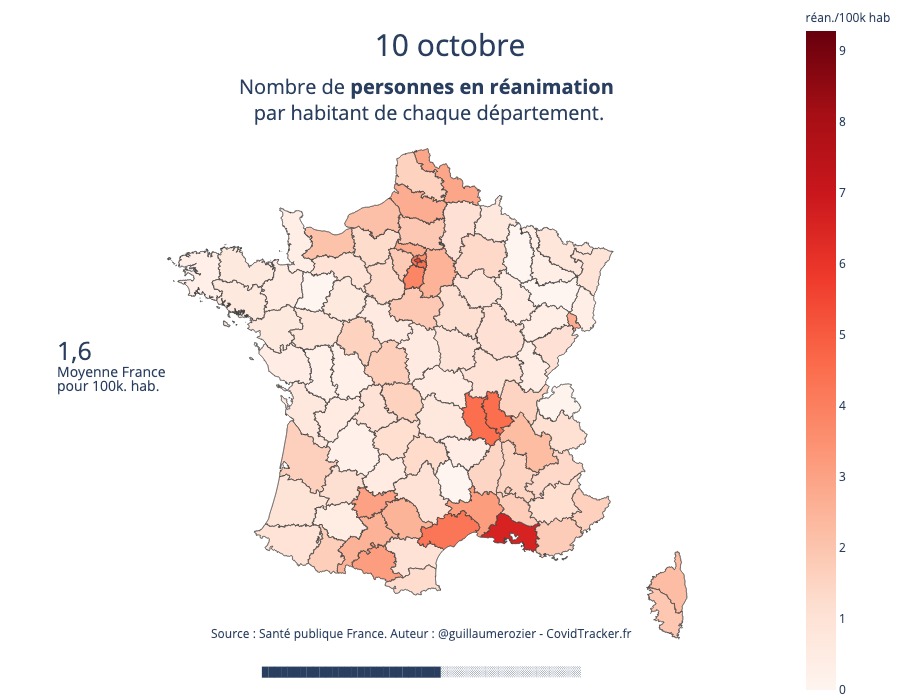 réan./100k hab
10 octobre
Nombre de personnes en réanimation
par habitant de chaque département.
9
8
7
6
5
4
3
2
1
0
1,6
Moyenne France
pour 100k. hab.
Source : Santé publique France. Auteur : @guillaumerozier - CovidTracker.fr